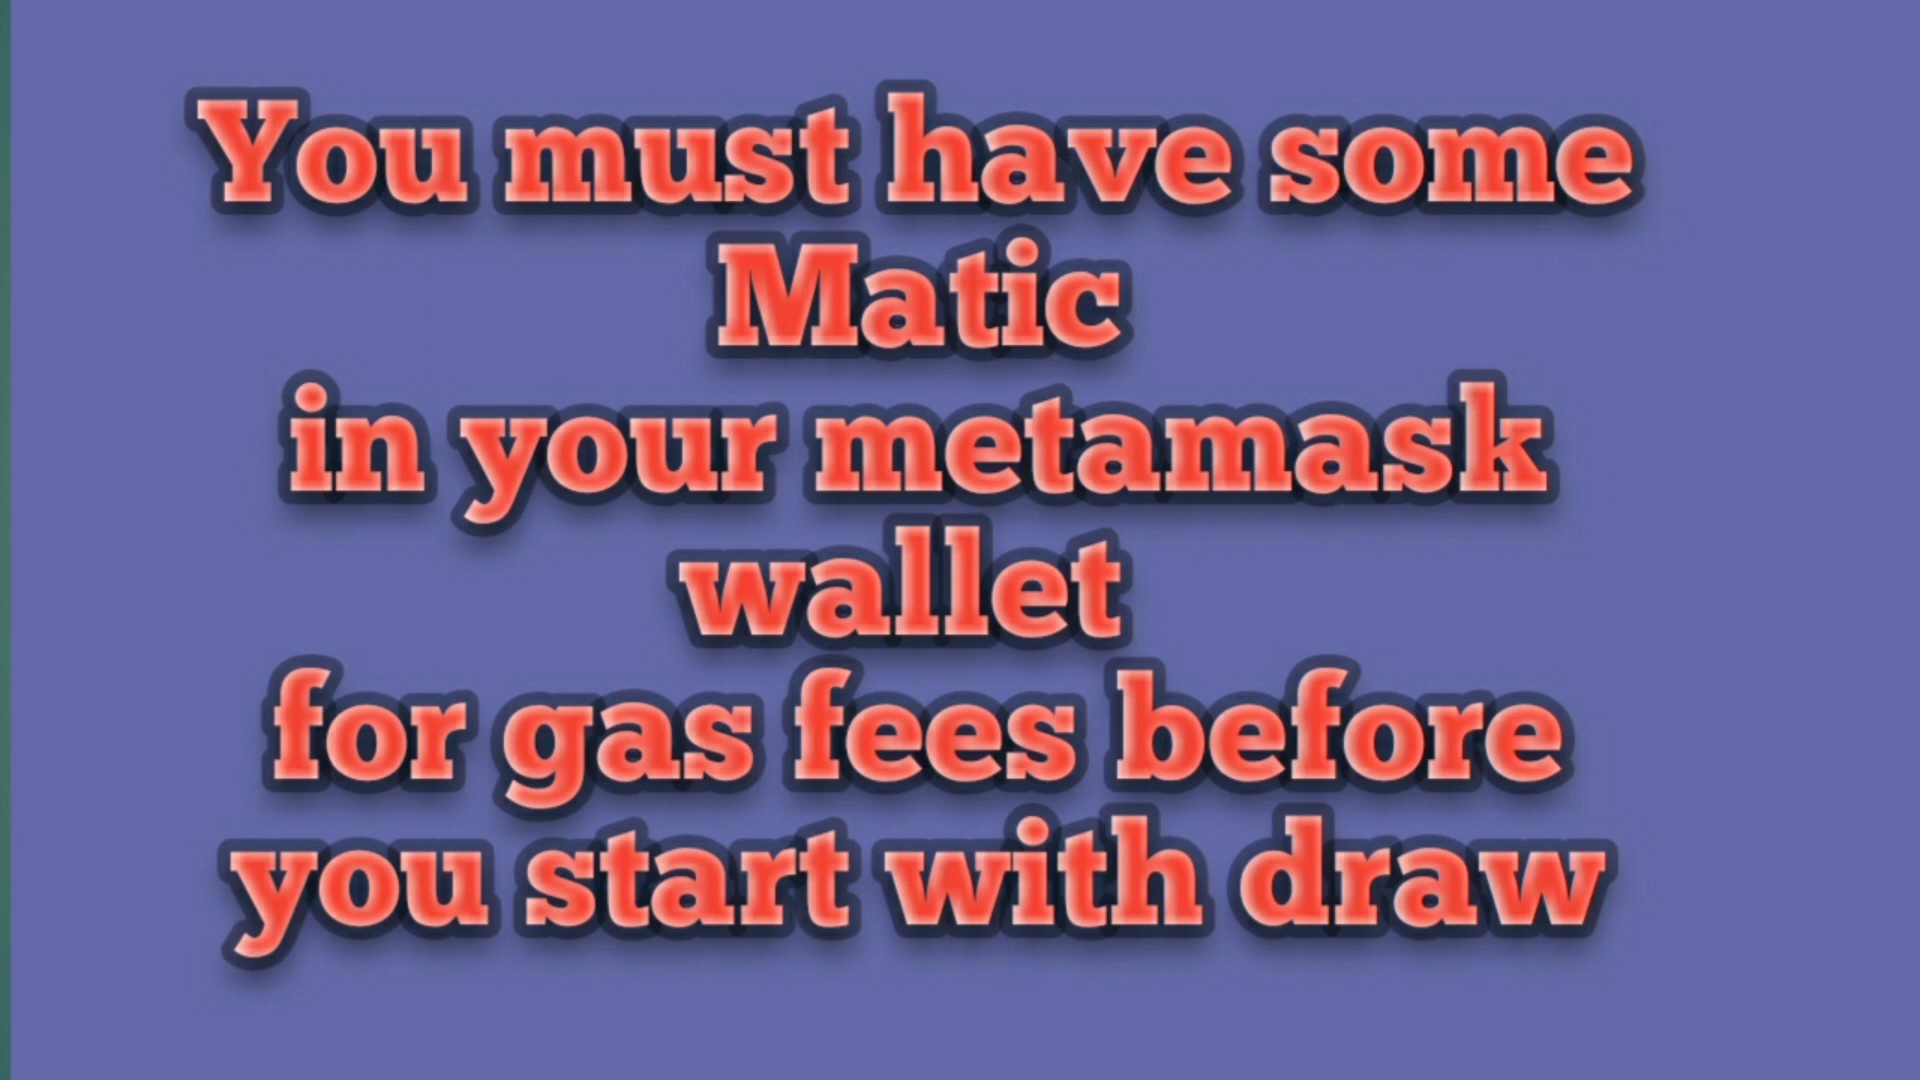 You must have some
Matic
in your metamask
wallet
for gas fees before
you start with draw